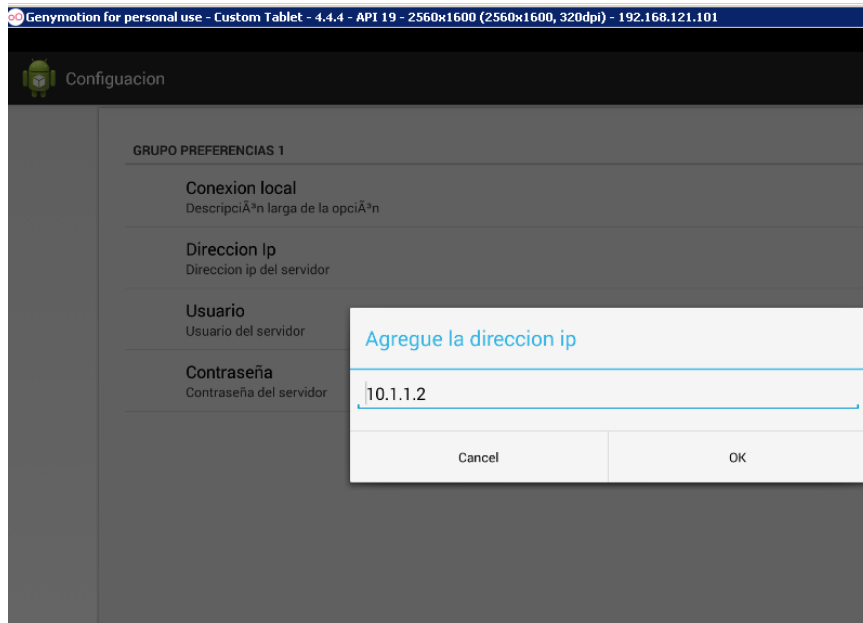 Genymotion for personal use - Custom Tablet - 4.4.4 - API 19 - 2560x1600 (2560x1600, 320dpi) - 192.168.121.101
Configuacion
GRUPO PREFERENCIAS 1
Conexion local
DescripciÃ³n larga de la opciÃ³n
Direccion Ip
Direccion ip del servidor
Usuario
Usuario del servidor
Contraseña
Contraseña del servidor
Agregue la direccion ip
10.1.1.2
Cancel
OK